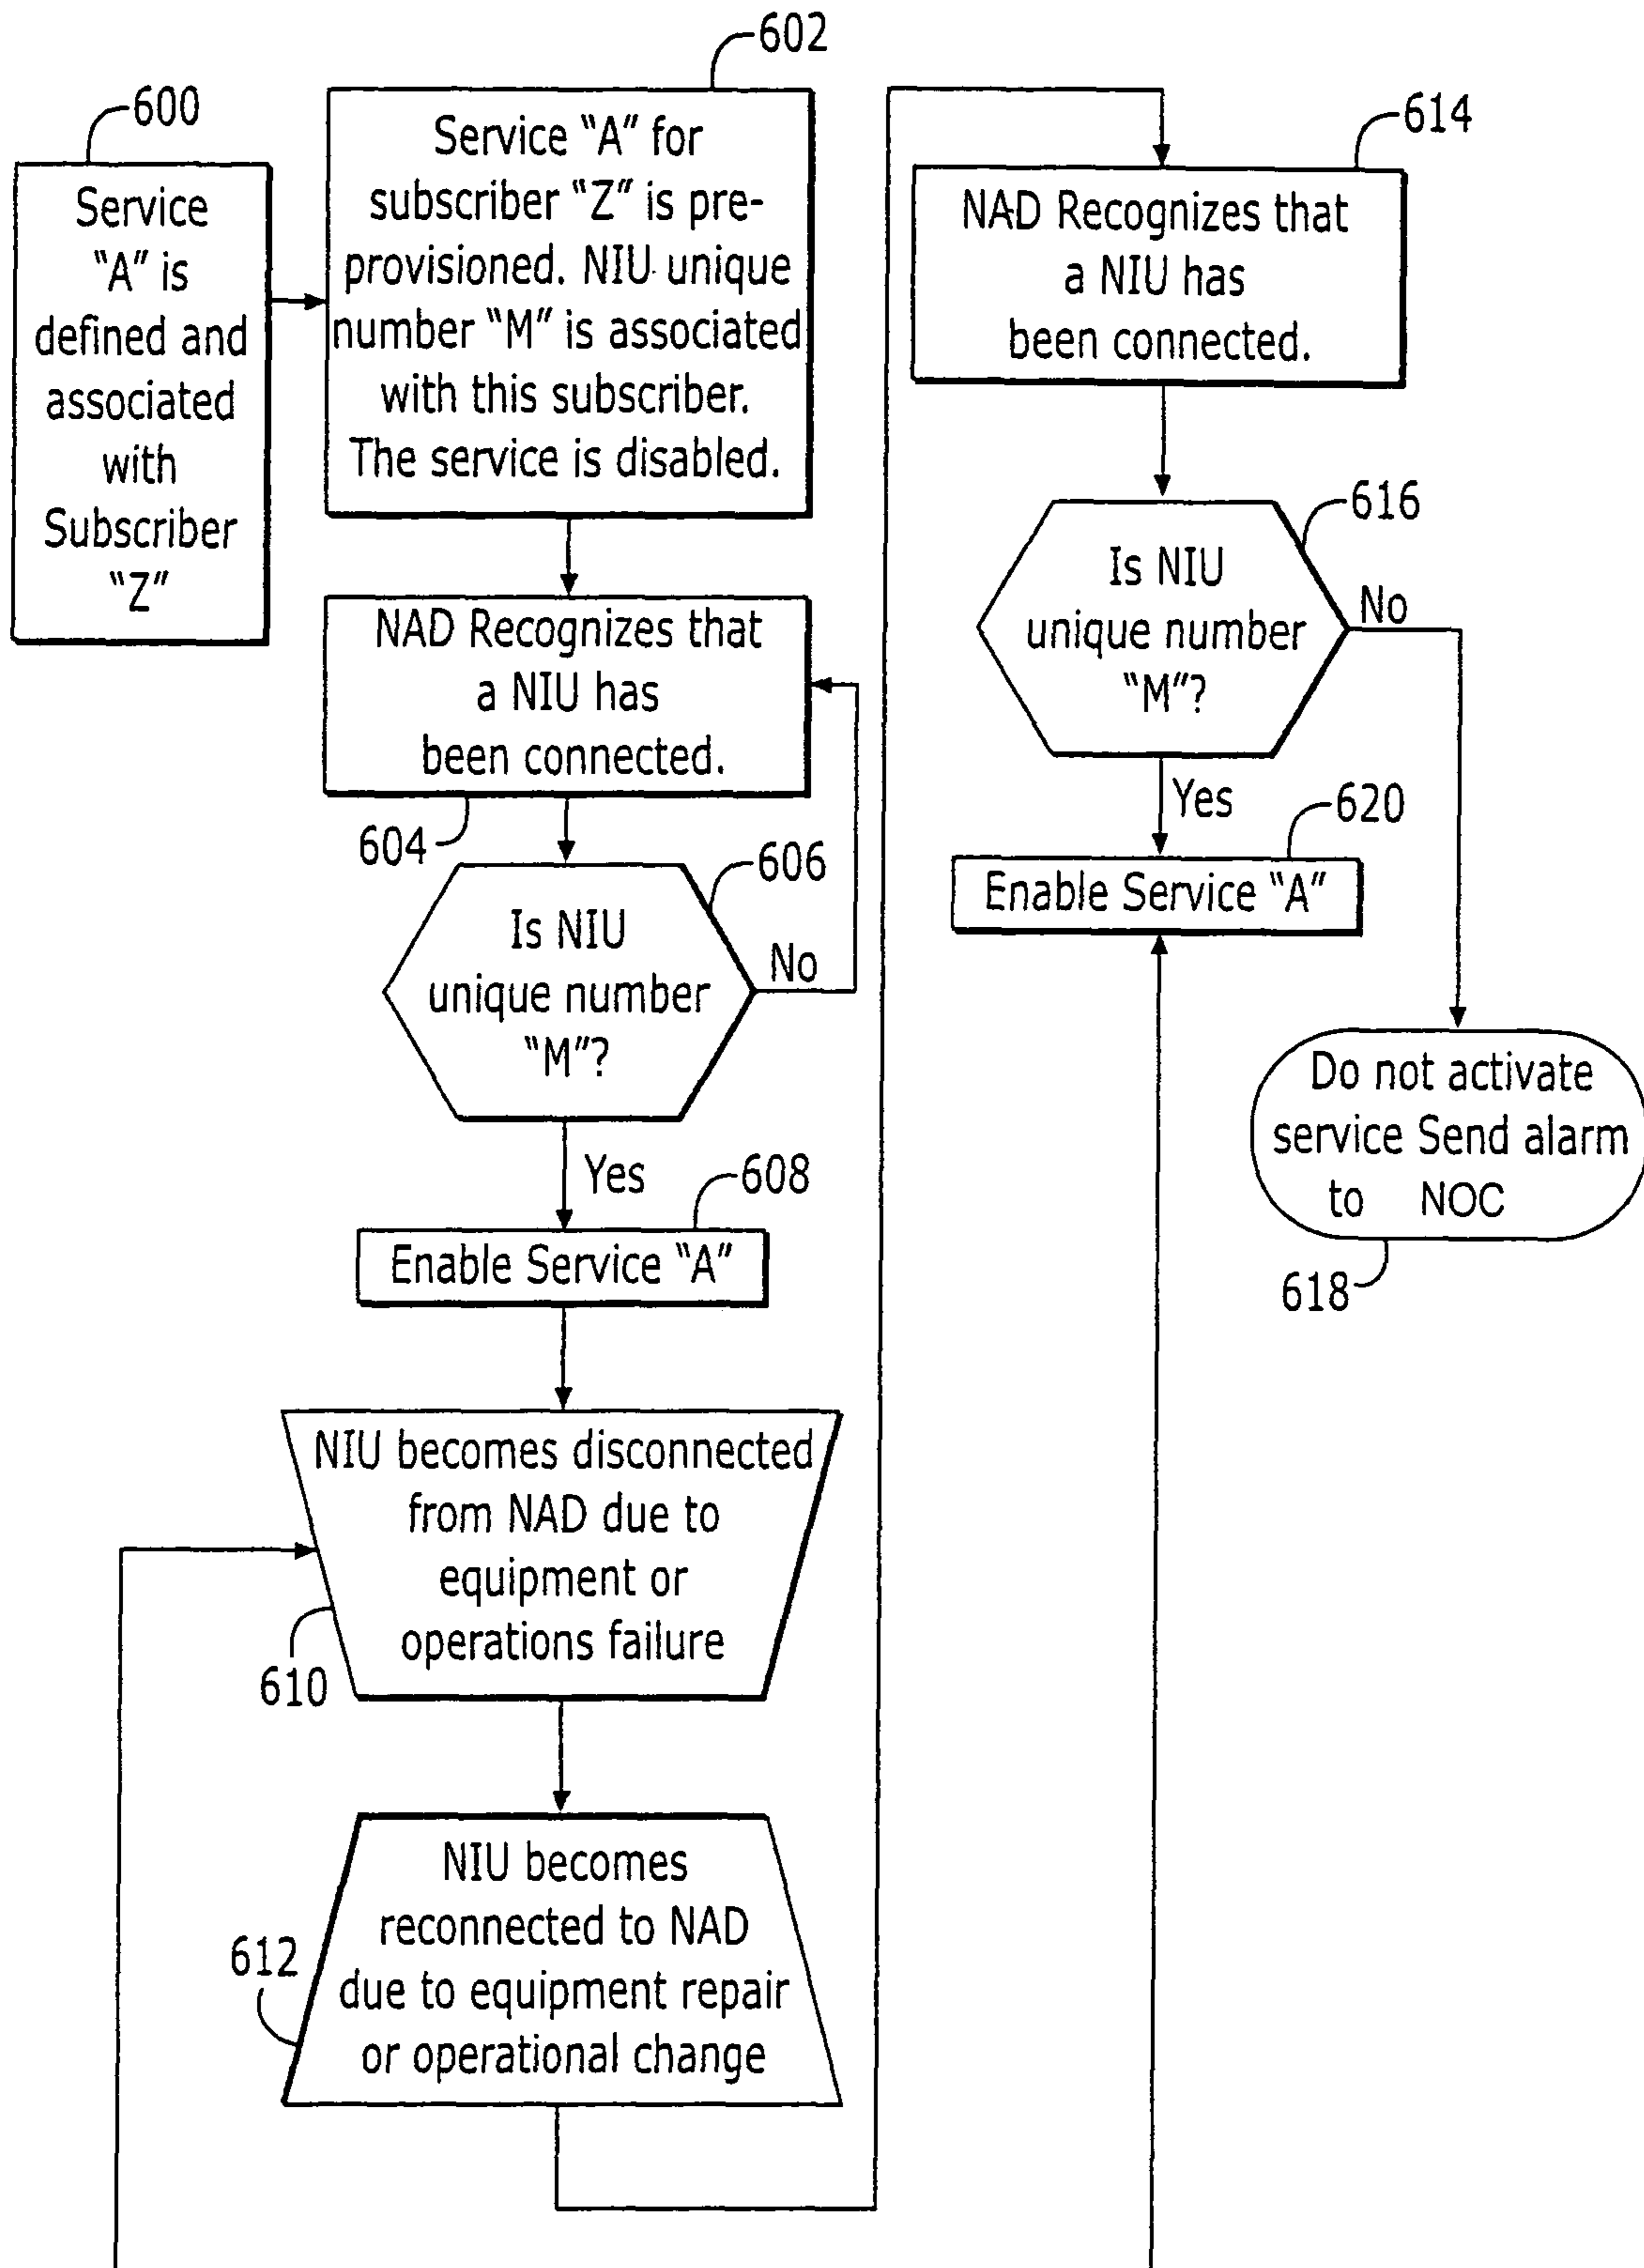 600
Service
“A” is
defined and
associated
with
Subscriber
“Z”
602
Service “A” for
subscriber “Z” is pre-
provisioned. NIU unique
number “M” is associated
with this subscriber.
The service is disabled.
NAD Recognizes that
a NIU has
been connected.
604
606
Is NIU
unique number
“M”?
No
Yes
608
Enable Service “A”
NIU becomes disconnected
from NAD due to
equipment or
operations failure
610
NIU becomes
reconnected to NAD
due to equipment repair
or operational change
612
614
NAD Recognizes that
a NIU has
been connected.
616
Is NIU
unique number
“M”?
No
Yes
620
Enable Service “A”
Do not activate
service Send alarm
to NOC
618